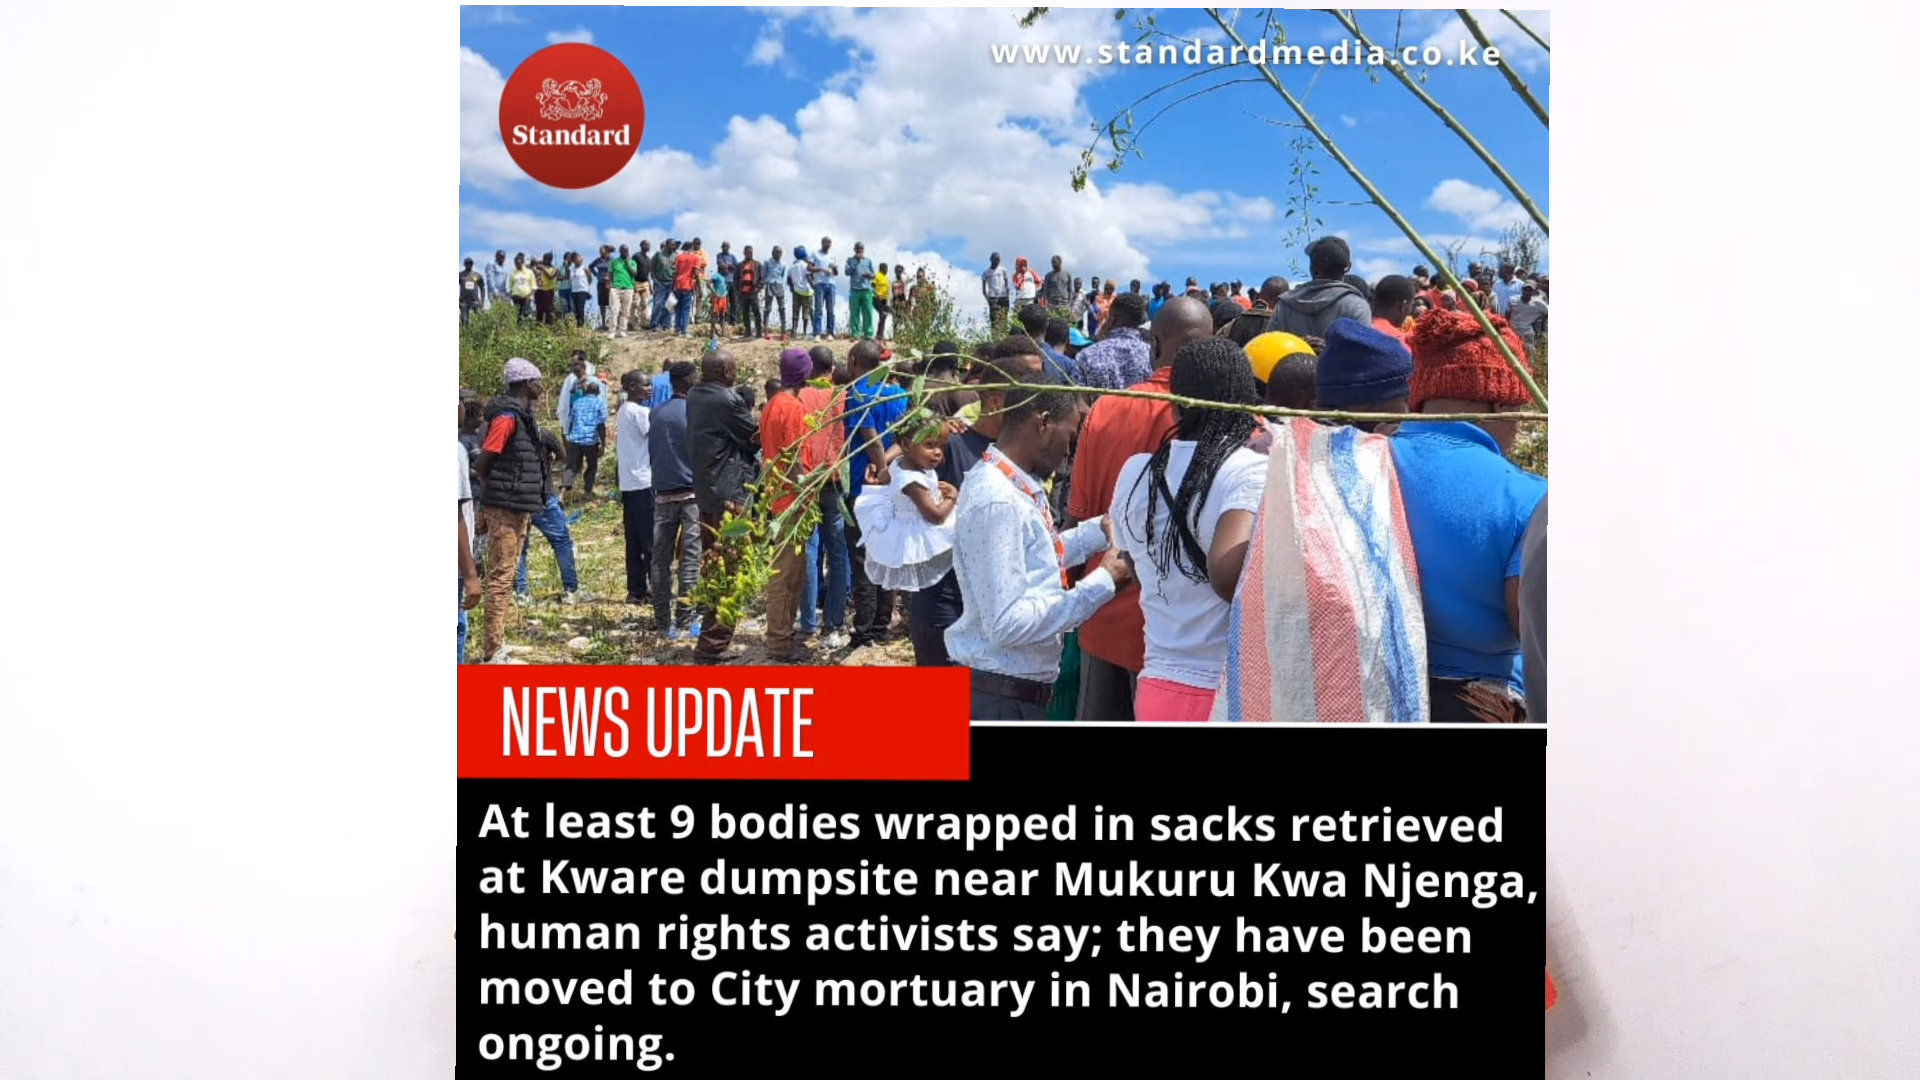 www.standardmedia.co.ke
Standard
NEWS UPDATE
At least 9 bodies wrapped in sacks retrieved
at Kware dumpsite near Mukuru Kwa Njenga,
human rights activists say; they have been
moved to City mortuary in Nairobi, search
ongoing.